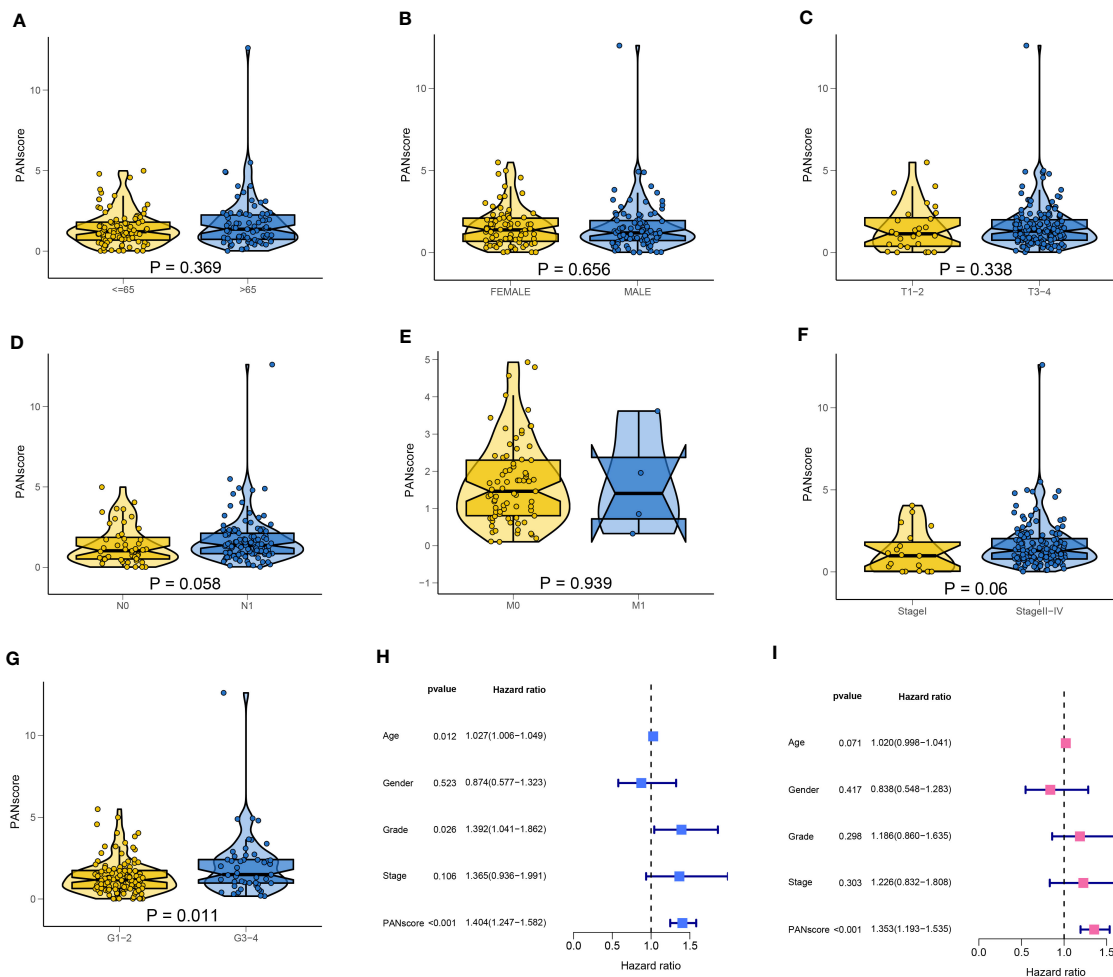 A
PANscore
10
5
0
P = 0.369
<=65
>65
B
PANscore
10
5
0
P = 0.656
FEMALE
MALE
C
PANscore
10
5
0
P = 0.338
T1−2
T3−4
D
PANscore
10
5
0
P = 0.058
N0
N1
E
PANscore
5
4
3
2
1
0
−1
P = 0.939
M0
M1
F
PANscore
10
5
0
P = 0.06
StageI
StageII−IV
G
PANscore
10
5
0
P = 0.011
G1−2
G3−4
H
pvalue Hazard ratio
Age 0.012 1.027(1.006−1.049)
Gender 0.523 0.874(0.577−1.323)
Grade 0.026 1.392(1.041−1.862)
Stage 0.106 1.365(0.936−1.991)
PANscore <0.001 1.404(1.247−1.582)
0.0 0.5 1.0 1.5
Hazard ratio
I
pvalue Hazard ratio
Age 0.071 1.020(0.998−1.041)
Gender 0.417 0.838(0.548−1.283)
Grade 0.298 1.186(0.860−1.635)
Stage 0.303 1.226(0.832−1.808)
PANscore <0.001 1.353(1.193−1.535)
0.0 0.5 1.0 1.5
Hazard ratio